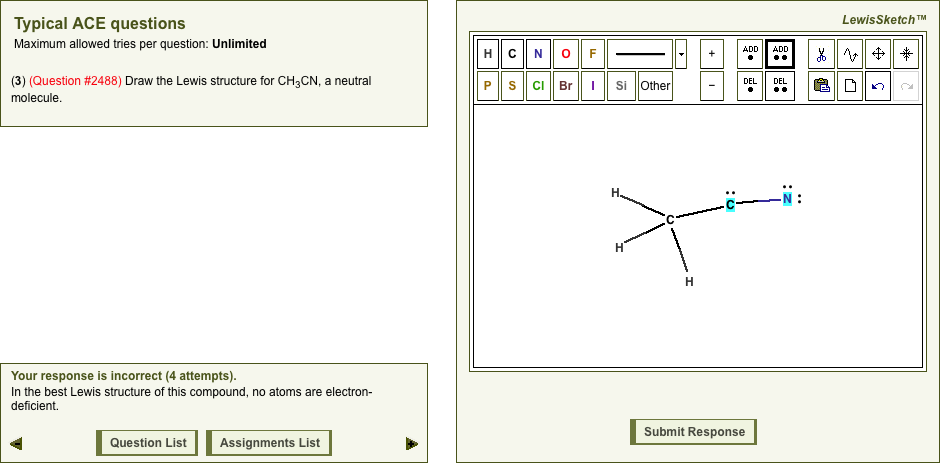 Typical ACE questions
Maximum allowed tries per question: Unlimited
(3) (Question #2488) Draw the Lewis structure for CH₃CN, a neutral
molecule.
LewisSketch™
H C N O F + ADD ADD
P S Cl Br I Si Other − DEL DEL
H
C
C
N
H
H
Your response is incorrect (4 attempts).
In the best Lewis structure of this compound, no atoms are electron-
deficient.
Question List
Assignments List
Submit Response